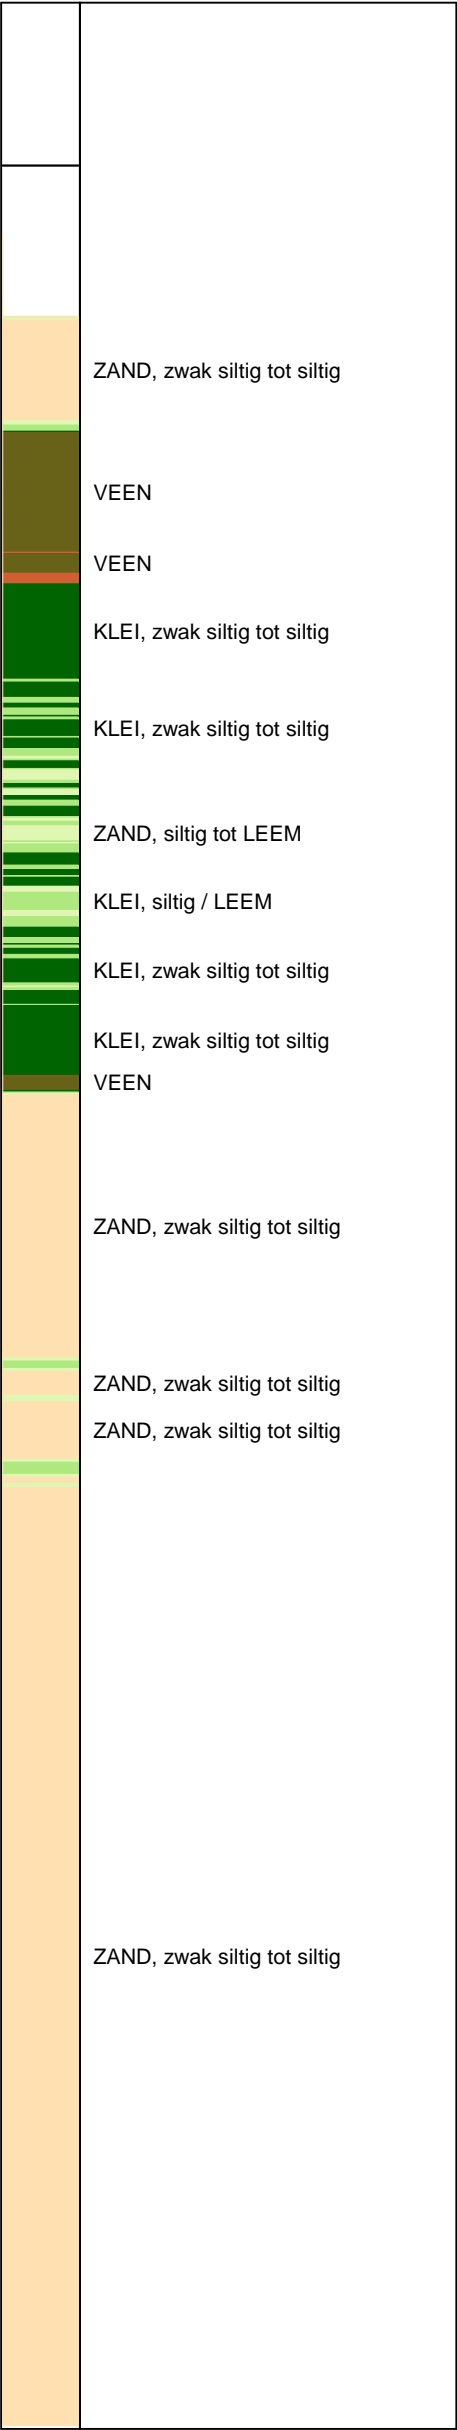 ZAND, zwak siltig tot siltig
VEEN
VEEN
KLEI, zwak siltig tot siltig
KLEI, zwak siltig tot siltig
ZAND, siltig tot LEEM
KLEI, siltig / LEEM
KLEI, zwak siltig tot siltig
KLEI, zwak siltig tot siltig
VEEN
ZAND, zwak siltig tot siltig
ZAND, zwak siltig tot siltig
ZAND, zwak siltig tot siltig
ZAND, zwak siltig tot siltig